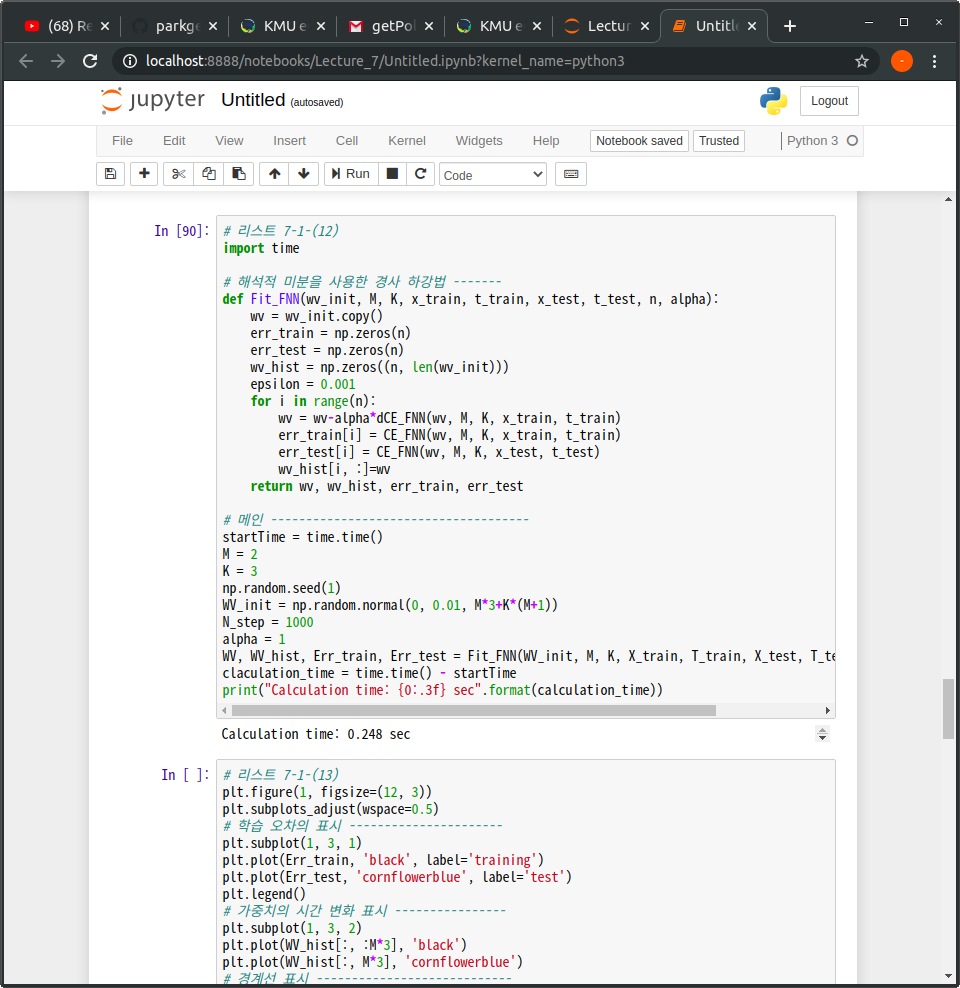 (68) Re
parkge
KMU e
getPol
KMU e
Lectur
Untitl
localhost:8888/notebooks/Lecture_7/Untitled.ipynb?kernel_name=python3
jupyter Untitled (autosaved)
Logout
File Edit View Insert Cell Kernel Widgets Help
Notebook saved Trusted Python 3
Run Code
In [90]:
# 리스트 7-1-(12)
import time

# 해석적 미분을 사용한 경사 하강법 -------
def Fit_FNN(wv_init, M, K, x_train, t_train, x_test, t_test, n, alpha):
    wv = wv_init.copy()
    err_train = np.zeros(n)
    err_test = np.zeros(n)
    wv_hist = np.zeros((n, len(wv_init)))
    epsilon = 0.001
    for i in range(n):
        wv = wv-alpha*dCE_FNN(wv, M, K, x_train, t_train)
        err_train[i] = CE_FNN(wv, M, K, x_train, t_train)
        err_test[i] = CE_FNN(wv, M, K, x_test, t_test)
        wv_hist[i, :]=wv
    return wv, wv_hist, err_train, err_test

# 메인 -------------------------------------
startTime = time.time()
M = 2
K = 3
np.random.seed(1)
WV_init = np.random.normal(0, 0.01, M*3+K*(M+1))
N_step = 1000
alpha = 1
WV, WV_hist, Err_train, Err_test = Fit_FNN(WV_init, M, K, X_train, T_train, X_test, T_te
claculation_time = time.time() - startTime
print("Calculation time: {0:.3f} sec".format(calculation_time))
Calculation time: 0.248 sec
In [ ]:
# 리스트 7-1-(13)
plt.figure(1, figsize=(12, 3))
plt.subplots_adjust(wspace=0.5)
# 학습 오차의 표시 ----------------------
plt.subplot(1, 3, 1)
plt.plot(Err_train, 'black', label='training')
plt.plot(Err_test, 'cornflowerblue', label='test')
plt.legend()
# 가중치의 시간 변화 표시 ----------------
plt.subplot(1, 3, 2)
plt.plot(WV_hist[:, :M*3], 'black')
plt.plot(WV_hist[:, M*3], 'cornflowerblue')
# 경계선 표시 ----------------------------